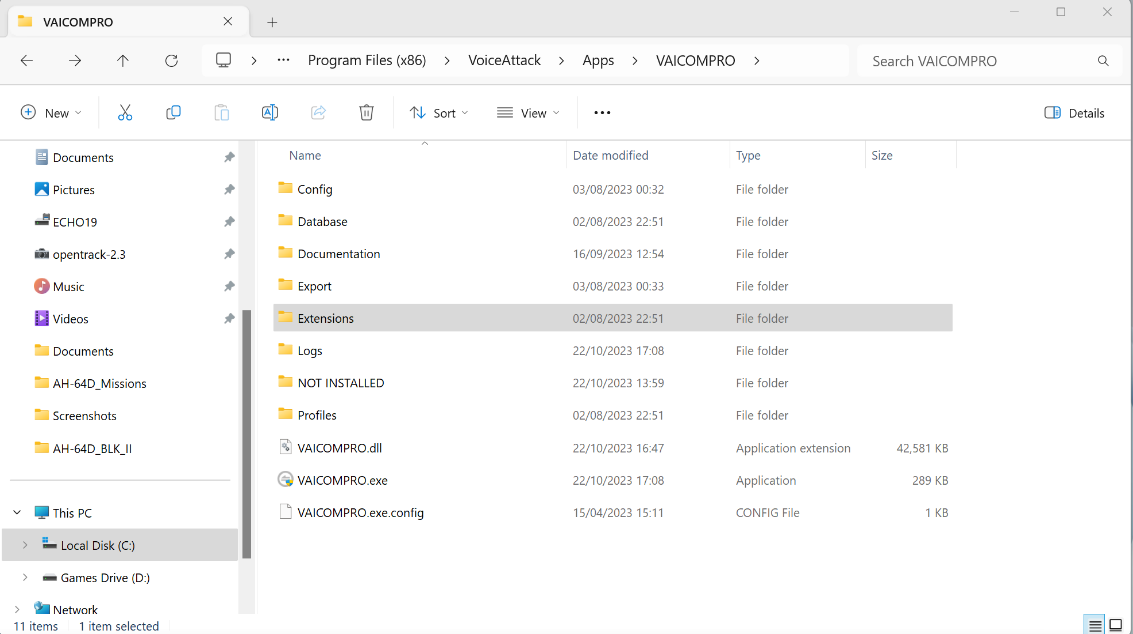 VAICOMPRO
Program Files (x86) VoiceAttack Apps VAICOMPRO Search VAICOMPRO
New Sort View Details
Name Date modified Type Size
Documents
Pictures
ECHO19
opentrack-2.3
Music
Videos
Documents
AH-64D_Missions
Screenshots
AH-64D_BLK_II
This PC
Local Disk (C:)
Games Drive (D:)
Network
Config 03/08/2023 00:32 File folder
Database 02/08/2023 22:51 File folder
Documentation 16/09/2023 12:54 File folder
Export 03/08/2023 00:33 File folder
Extensions 02/08/2023 22:51 File folder
Logs 22/10/2023 17:08 File folder
NOT INSTALLED 22/10/2023 13:59 File folder
Profiles 02/08/2023 22:51 File folder
VAICOMPRO.dll 22/10/2023 16:47 Application extension 42,581 KB
VAICOMPRO.exe 22/10/2023 17:08 Application 289 KB
VAICOMPRO.exe.config 15/04/2023 15:11 CONFIG File 1 KB
11 items 1 item selected